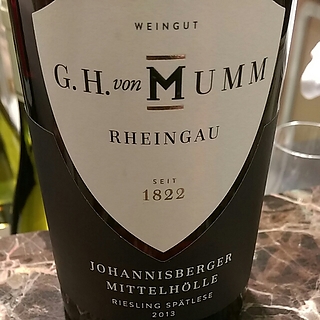 WEINGUT
G.H. von MUMM
RHEINGAU
SEIT
1822
JOHANNISBERGER
MITTELHÖLLE
RIESLING SPÄTLESE
2013